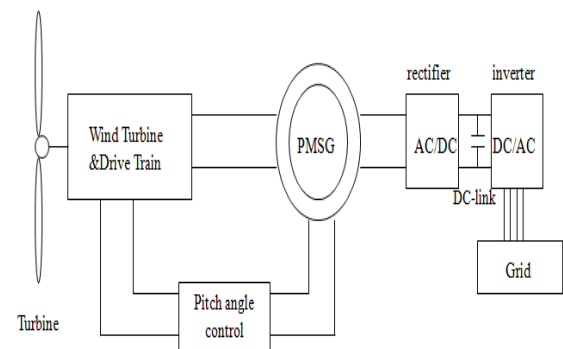 rectifier
inverter
Wind Turbine
&Drive Train
PMSG
AC/DC
DC/AC
DC-link
Grid
Pitch angle
control
Turbine